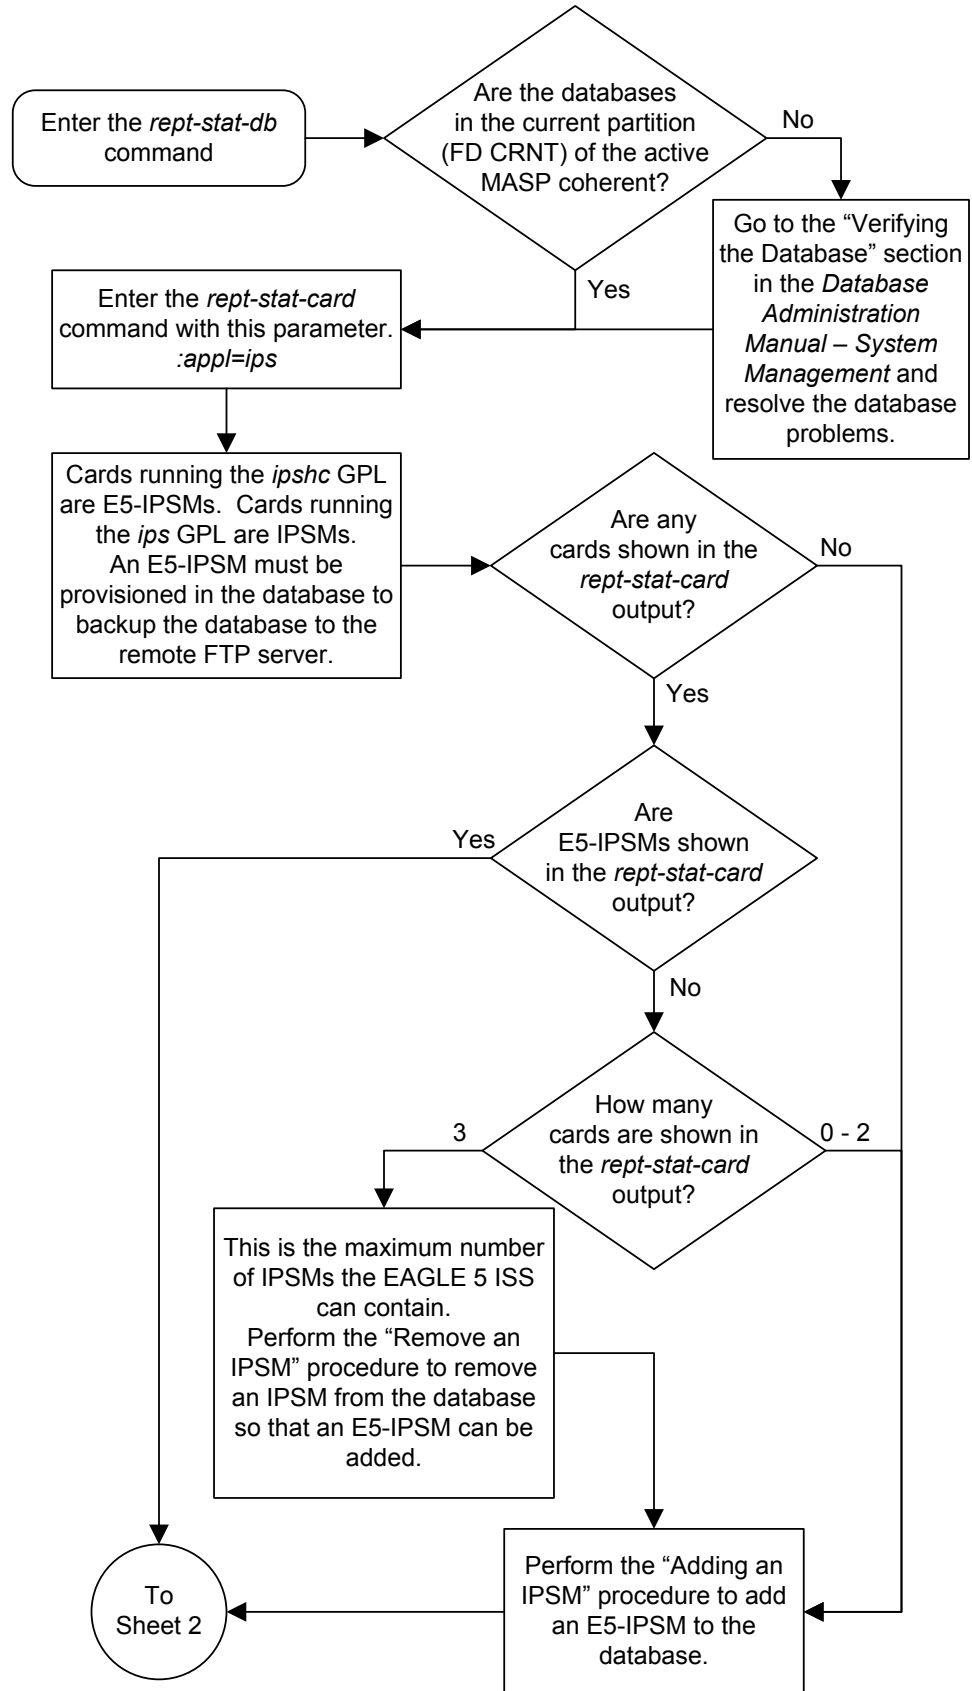 Enter the rept-stat-db
command
Are the databases
in the current partition
(FD CRNT) of the active
MASP coherent?
No
Yes
Go to the “Verifying
the Database” section
in the Database
Administration
Manual – System
Management and
resolve the database
problems.
Enter the rept-stat-card
command with this parameter.
:appl=ips
Cards running the ipshc GPL
are E5-IPSMs.  Cards running
the ips GPL are IPSMs.
An E5-IPSM must be
provisioned in the database to
backup the database to the
remote FTP server.
Are any
cards shown in the
rept-stat-card
output?
No
Yes
Are
E5-IPSMs shown
in the rept-stat-card
output?
Yes
No
How many
cards are shown in
the rept-stat-card
output?
3
0 - 2
This is the maximum number
of IPSMs the EAGLE 5 ISS
can contain.
Perform the “Remove an
IPSM” procedure to remove
an IPSM from the database
so that an E5-IPSM can be
added.
Perform the “Adding an
IPSM” procedure to add
an E5-IPSM to the
database.
To
Sheet 2